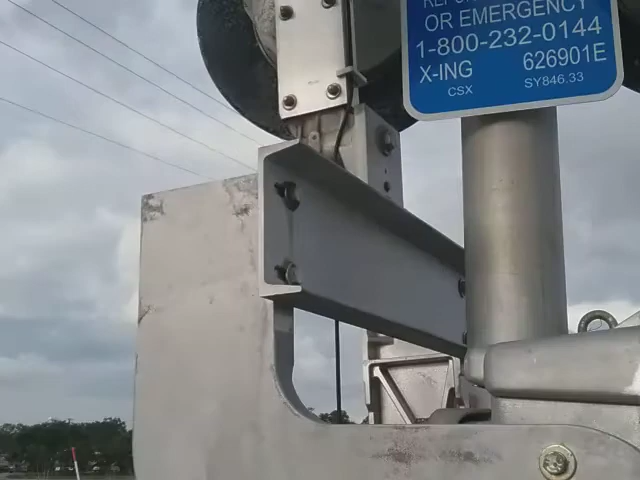 OR EMERGENCY
1-800-232-0144
X-ING 626901E
CSX SY846.33